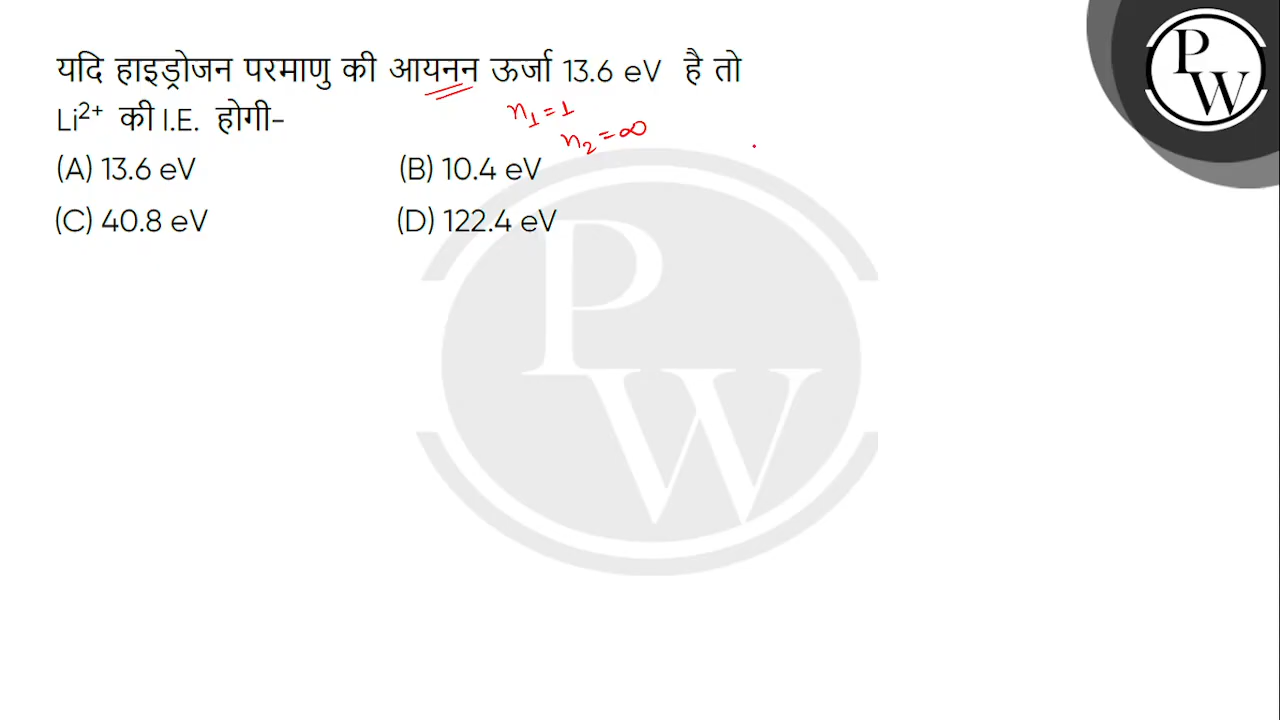 यदि हाइड्रोजन परमाणु की आयनन ऊर्जा 13.6 eV है तो
Li²⁺ की I.E. होगी-
n₁=1
n₂=∞
(A) 13.6 eV (B) 10.4 eV
(C) 40.8 eV (D) 122.4 eV
PW
PW